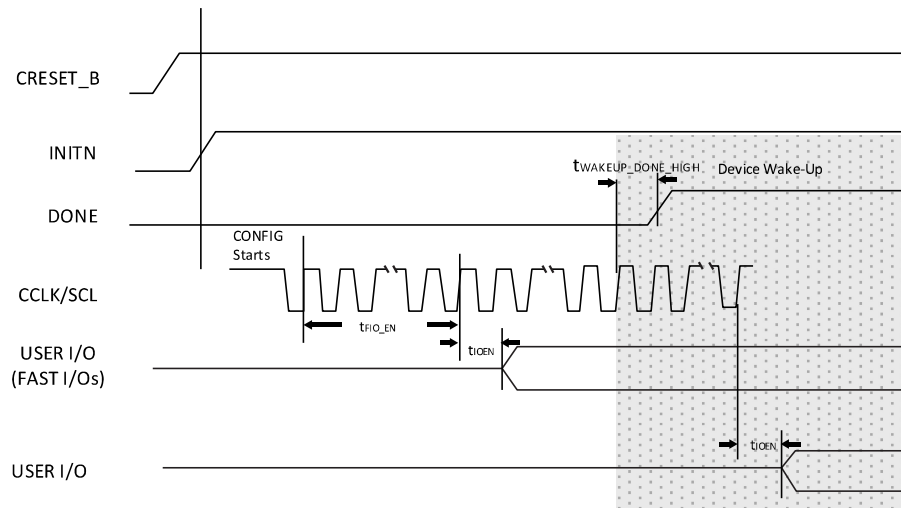 CRESET_B
INITN
tWAKEUP_DONE_HIGH
Device Wake-Up
DONE
CONFIG
Starts
CCLK/SCL
tFIO_EN
USER I/O
(FAST I/Os)
tIOEN
USER I/O
tIOEN